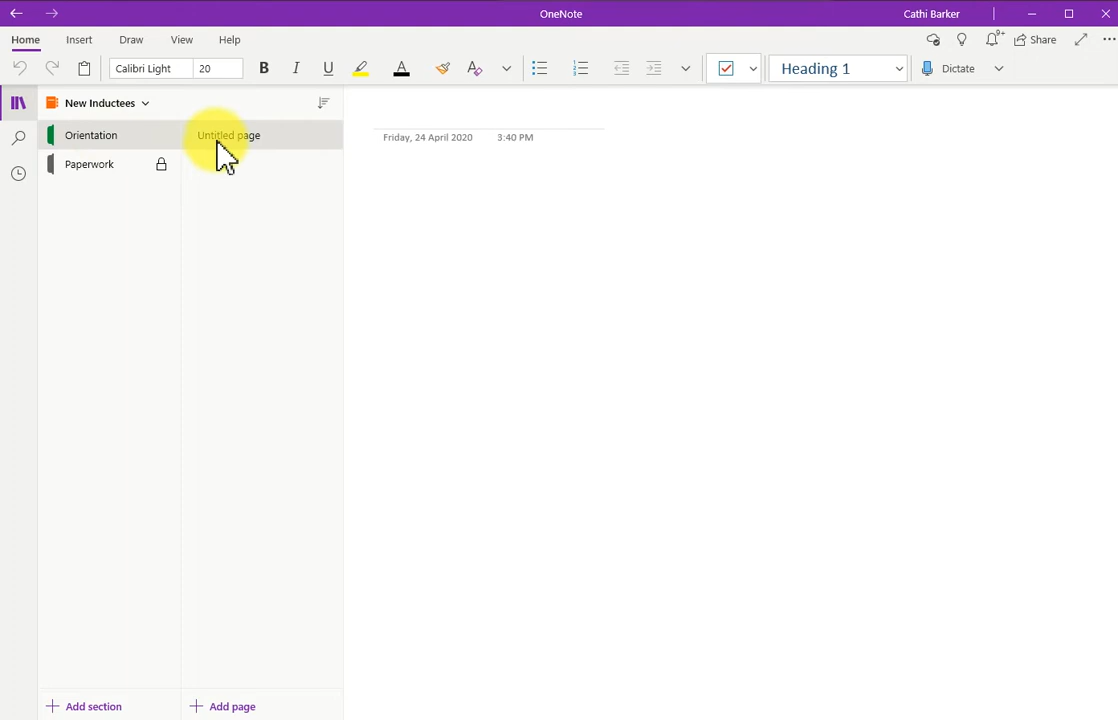 OneNote
Cathi Barker
Home Insert Draw View Help
9+ Share
Calibri Light 20 B I U A A Heading 1 Dictate
New Inductees
Orientation
Paperwork
Untitled page
Friday, 24 April 2020 3:40 PM
Add section
Add page